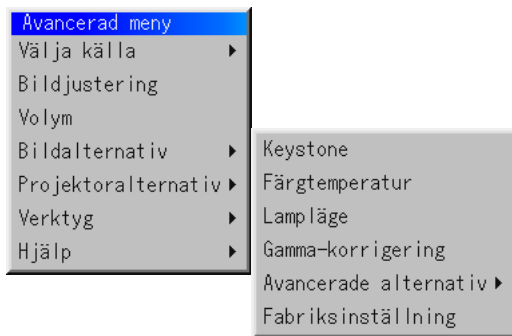 Avancerad meny
Välja källa
Bildjustering
Volym
Bildalternativ
Projektoralternativ
Verktyg
Hjälp
Keystone
Färgtemperatur
Lampläge
Gamma-korrigering
Avancerade alternativ
Fabriksinställning